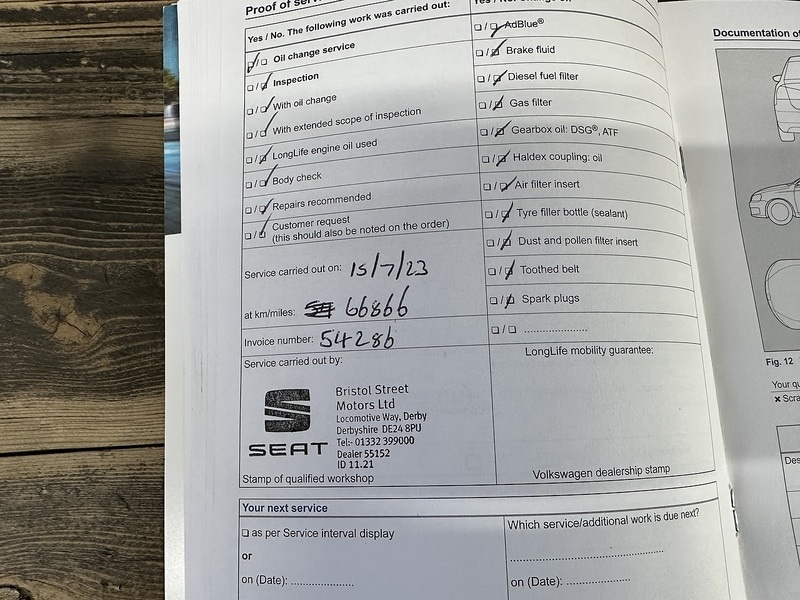 Proof of
Yes / No. The following work was carried out:
Oil change service
Inspection
With oil change
With extended scope of inspection
LongLife engine oil used
Body check
Repairs recommended
Customer request
(this should also be noted on the order)
Service carried out on: 15/7/23
at km/miles: 66866
Invoice number: 54286
Service carried out by:
SEAT
Bristol Street
Motors Ltd
Locomotive Way, Derby
Derbyshire DE24 8PU
Tel:- 01332 399000
Dealer 55152
ID 11.21
Stamp of qualified workshop
AdBlue®
Brake fluid
Diesel fuel filter
Gas filter
Gearbox oil: DSG®, ATF
Haldex coupling: oil
Air filter insert
Tyre filler bottle (sealant)
Dust and pollen filter insert
Toothed belt
Spark plugs
LongLife mobility guarantee:
Volkswagen dealership stamp
Your next service
as per Service interval display
or
on (Date): .....................
Which service/additional work is due next?
on (Date): .....................
Documentation of
Fig. 12
Your